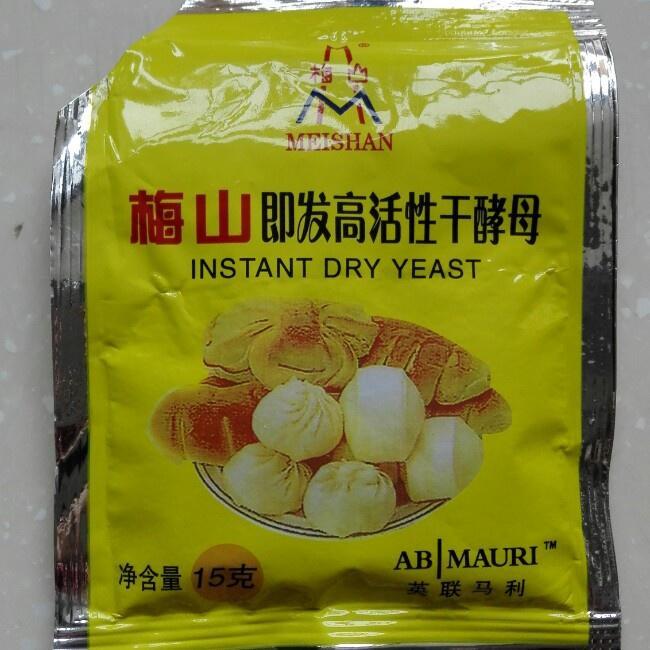 梅山®
MEISHAN
梅山即发高活性干酵母
INSTANT DRY YEAST
净含量 15克
AB|MAURI™
英联马利